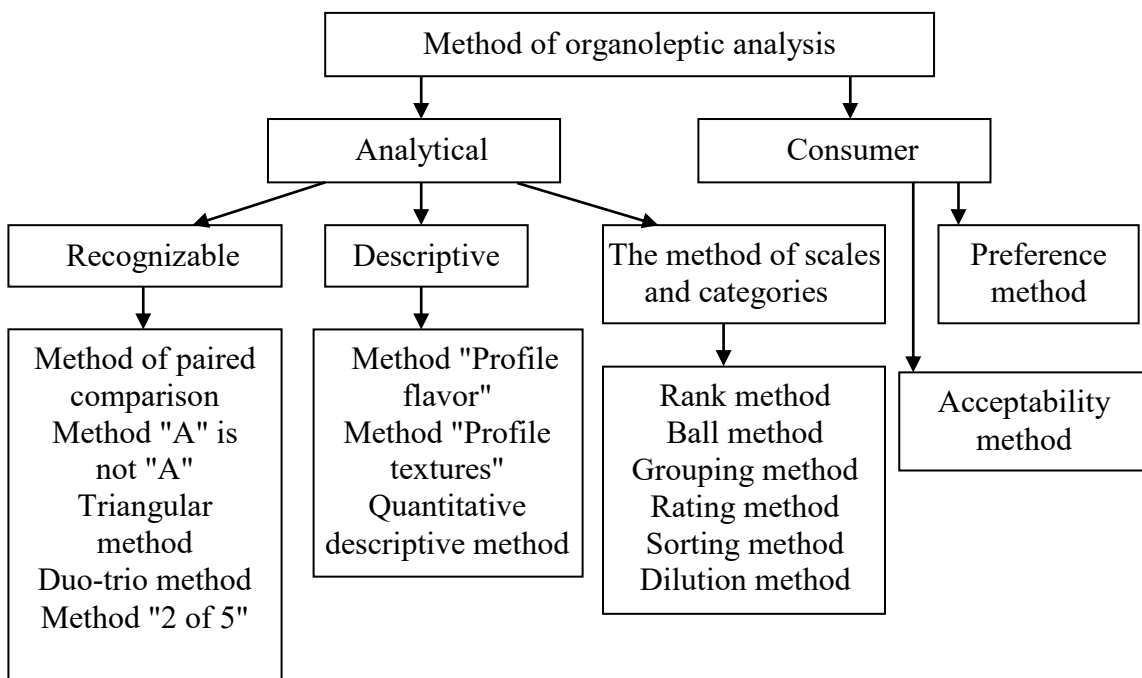 Method of organoleptic analysis
Analytical
Consumer
Recognizable
Descriptive
The method of scales
and categories
Preference
method
Method of paired
comparison
Method "A" is
not "A"
Triangular
method
Duo-trio method
Method "2 of 5"
Method "Profile
flavor"
Method "Profile
textures"
Quantitative
descriptive method
Rank method
Ball method
Grouping method
Rating method
Sorting method
Dilution method
Acceptability
method